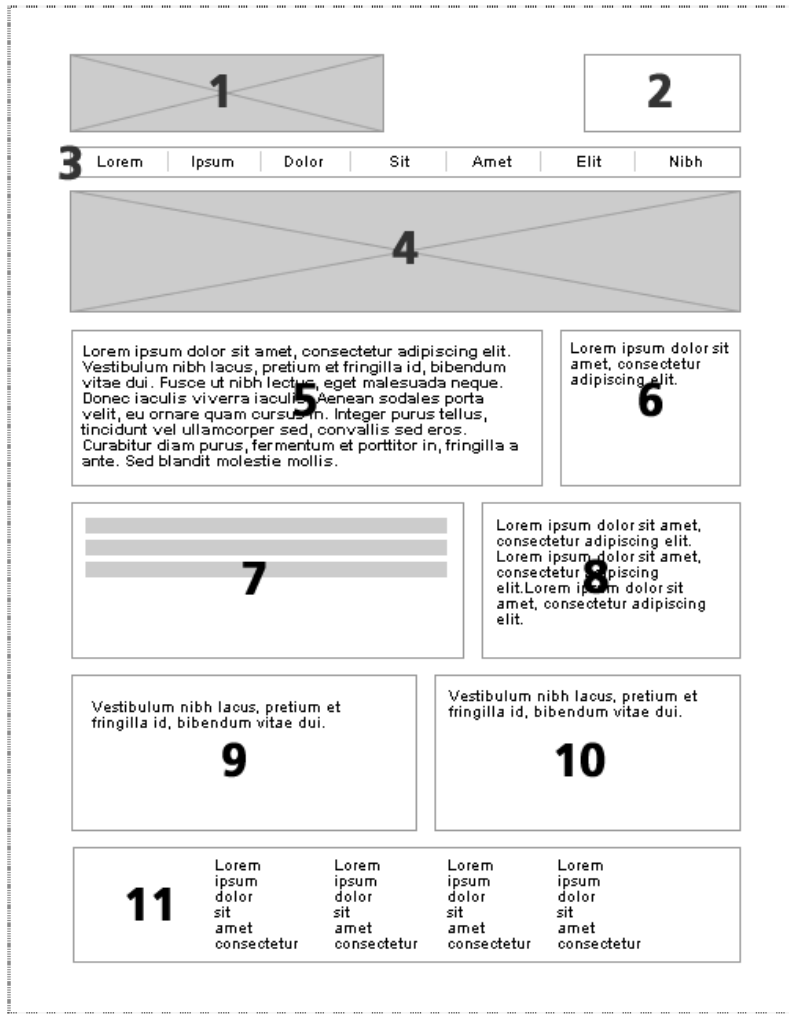 1
2
3
Lorem Ipsum Dolor Sit Amet Elit Nibh
4
Lorem ipsum dolor sit amet, consectetur adipiscing elit.
Vestibulum nibh lacus, pretium et fringilla id, bibendum
vitae dui. Fusce ut nibh lectus, eget malesuada neque.
Donec iaculis viverra iaculis. Aenean sodales porta
velit, eu ornare quam cursus in. Integer purus tellus,
tincidunt vel ullamcorper sed, convallis sed eros.
Curabitur diam purus, fermentum et porttitor in, fringilla a
ante. Sed blandit molestie mollis.
5
Lorem ipsum dolor sit
amet, consectetur
adipiscing elit.
6
7
Lorem ipsum dolor sit amet,
consectetur adipiscing elit.
Lorem ipsum dolor sit amet,
consectetur adipiscing
elit.Lorem ipsum dolor sit
amet, consectetur adipiscing
elit.
8
Vestibulum nibh lacus, pretium et
fringilla id, bibendum vitae dui.
9
Vestibulum nibh lacus, pretium et
fringilla id, bibendum vitae dui.
10
11
Lorem
ipsum
dolor
sit
amet
consectetur
Lorem
ipsum
dolor
sit
amet
consectetur
Lorem
ipsum
dolor
sit
amet
consectetur
Lorem
ipsum
dolor
sit
amet
consectetur